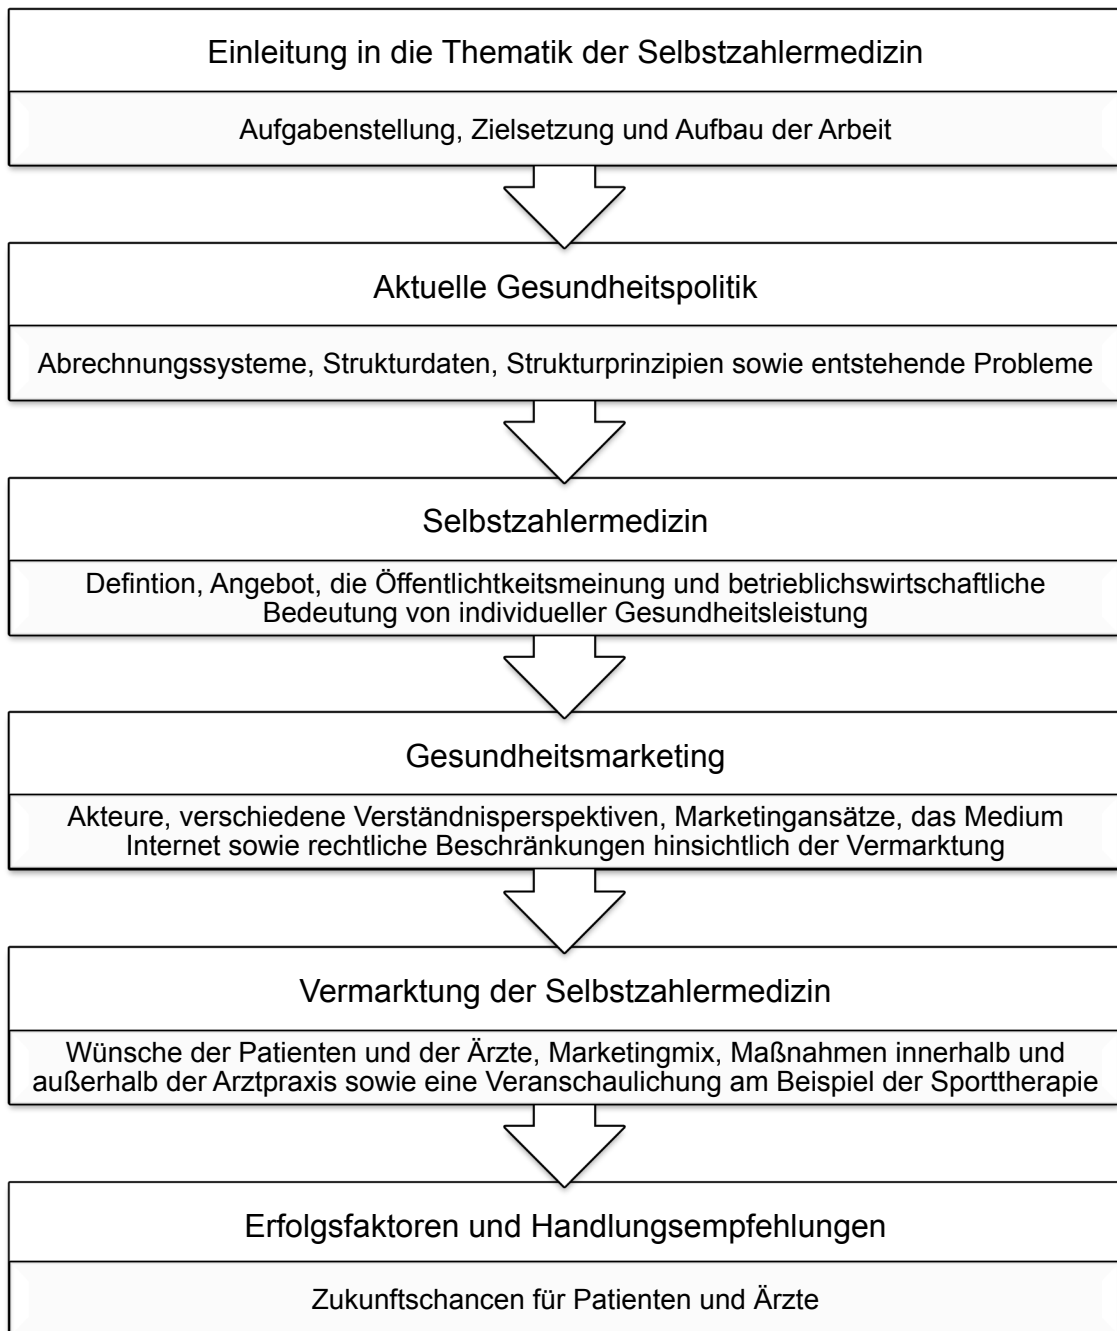 Einleitung in die Thematik der Selbstzahlermedizin
Aufgabenstellung, Zielsetzung und Aufbau der Arbeit
Aktuelle Gesundheitspolitik
Abrechnungssysteme, Strukturdaten, Strukturprinzipien sowie entstehende Probleme
Selbstzahlermedizin
Defintion, Angebot, die Öffentlichtkeitsmeinung und betrieblichswirtschaftliche
Bedeutung von individueller Gesundheitsleistung
Gesundheitsmarketing
Akteure, verschiedene Verständnisperspektiven, Marketingansätze, das Medium
Internet sowie rechtliche Beschränkungen hinsichtlich der Vermarktung
Vermarktung der Selbstzahlermedizin
Wünsche der Patienten und der Ärzte, Marketingmix, Maßnahmen innerhalb und
außerhalb der Arztpraxis sowie eine Veranschaulichung am Beispiel der Sporttherapie
Erfolgsfaktoren und Handlungsempfehlungen
Zukunftschancen für Patienten und Ärzte